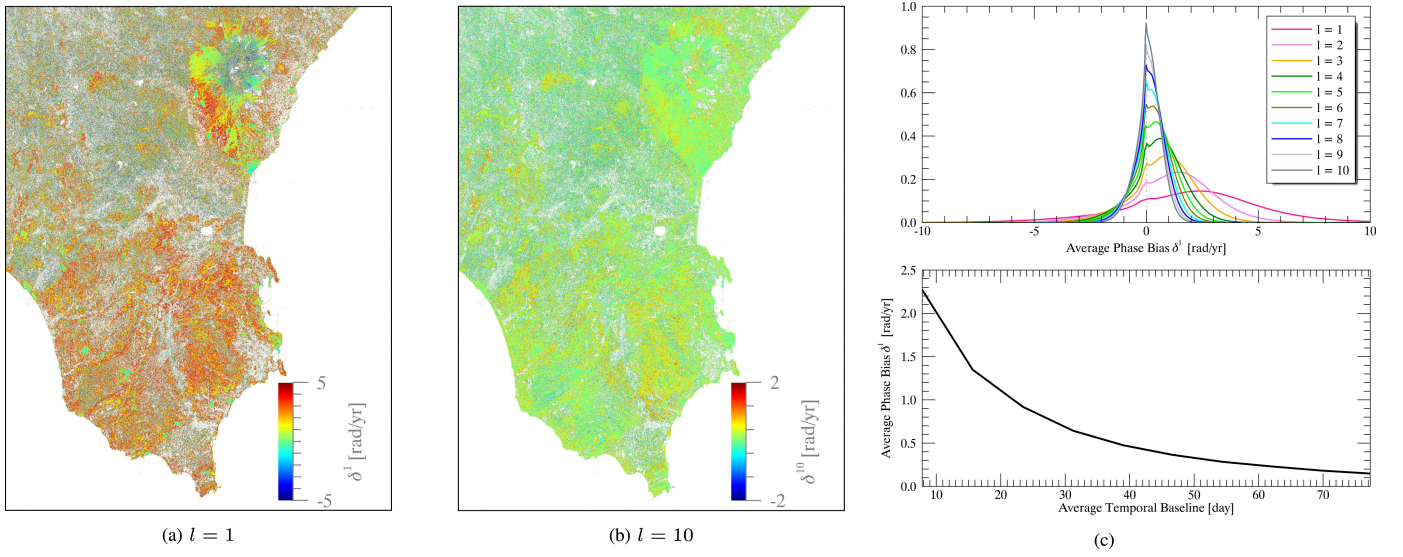 5
δ¹ [rad/yr]
-5
(a) l = 1
2
δ¹⁰ [rad/yr]
-2
(b) l = 10
1.0
0.8
0.6
0.4
0.2
0.0
l = 1
l = 2
l = 3
l = 4
l = 5
l = 6
l = 7
l = 8
l = 9
l = 10
-10 -5 0 5 10
Average Phase Bias δˡ [rad/yr]
2.5
2.0
1.5
1.0
0.5
0.0
Average Phase Bias δˡ [rad/yr]
10 20 30 40 50 60 70
Average Temporal Baseline [day]
(c)